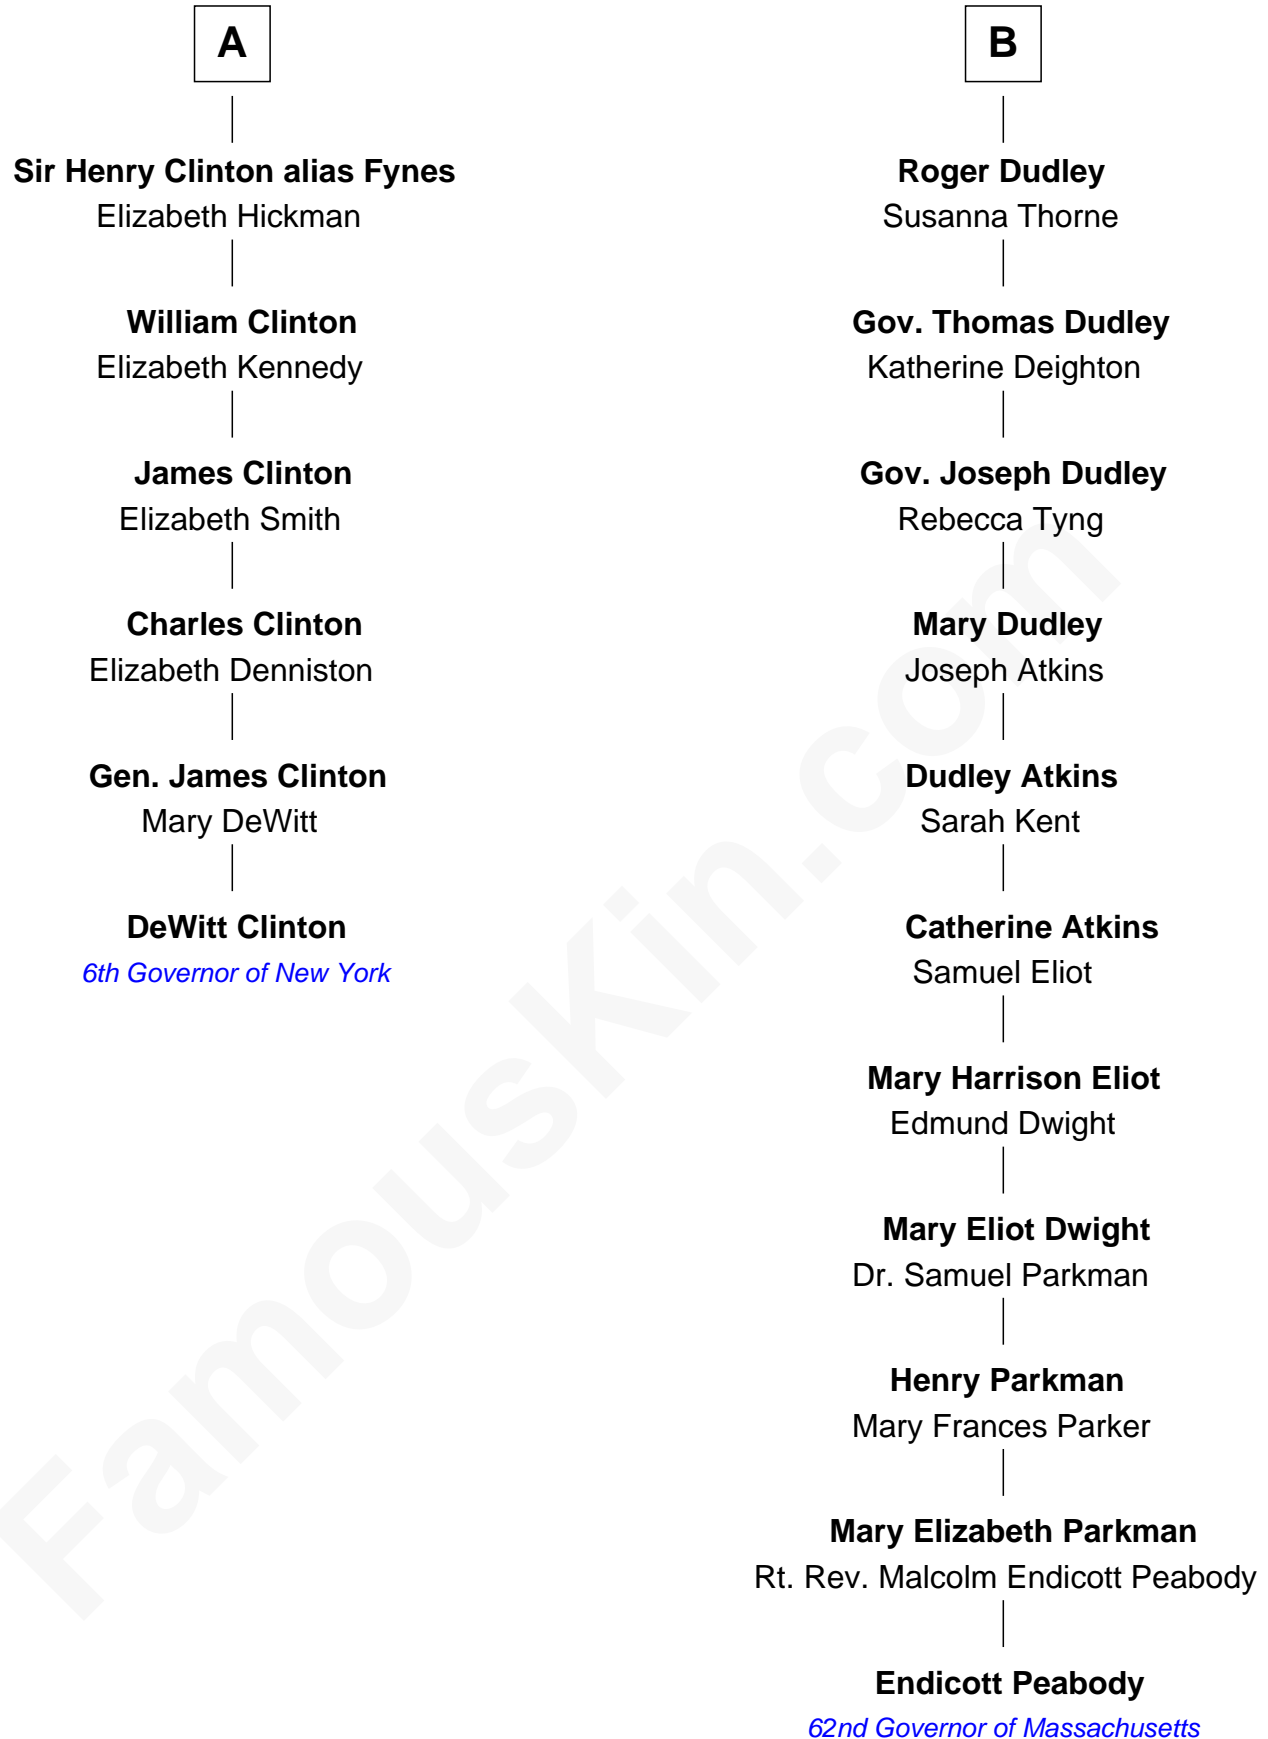 A
Sir Henry Clinton alias Fynes
Elizabeth Hickman
William Clinton
Elizabeth Kennedy
James Clinton
Elizabeth Smith
Charles Clinton
Elizabeth Denniston
Gen. James Clinton
Mary DeWitt
DeWitt Clinton
6th Governor of New York
B
Roger Dudley
Susanna Thorne
Gov. Thomas Dudley
Katherine Deighton
Gov. Joseph Dudley
Rebecca Tyng
Mary Dudley
Joseph Atkins
Dudley Atkins
Sarah Kent
Catherine Atkins
Samuel Eliot
Mary Harrison Eliot
Edmund Dwight
Mary Eliot Dwight
Dr. Samuel Parkman
Henry Parkman
Mary Frances Parker
Mary Elizabeth Parkman
Rt. Rev. Malcolm Endicott Peabody
Endicott Peabody
62nd Governor of Massachusetts
FamousKin.com